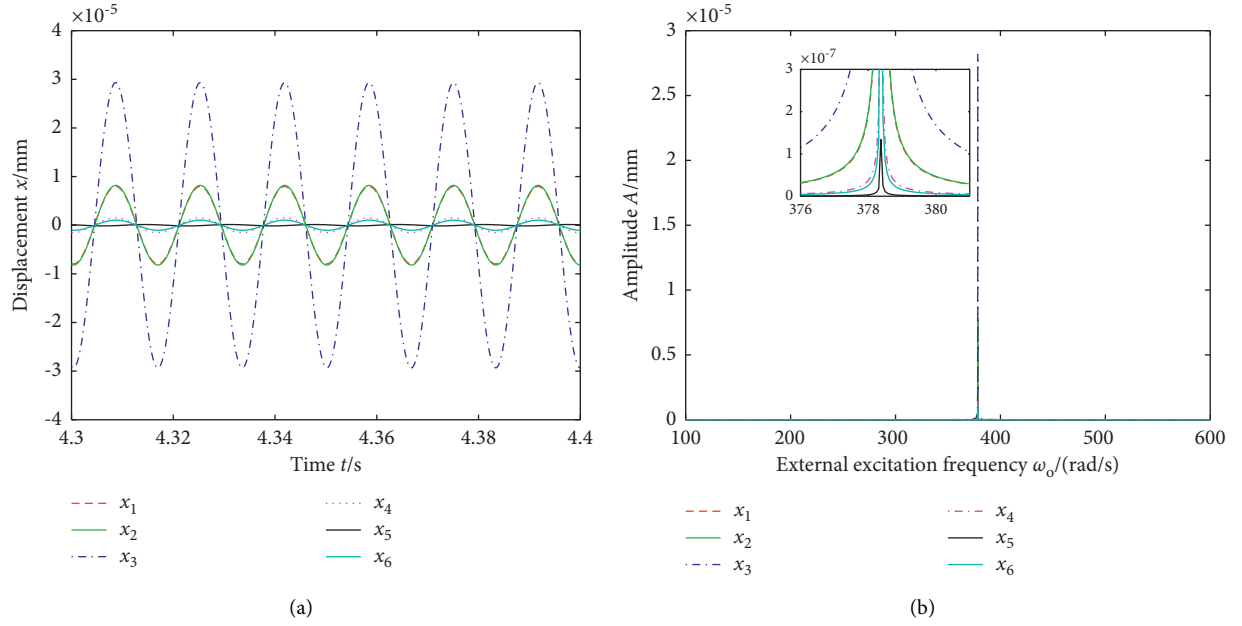 ×10-5
4
3
2
1
0
-1
-2
-3
-4
Displacement x/mm
4.3
4.32
4.34
4.36
4.38
4.4
Time t/s
x1
x2
x3
x4
x5
x6
(a)
×10-5
3
2.5
2
1.5
1
0.5
0
Amplitude A/mm
×10-7
3
2
1
0
376
378
380
100
200
300
400
500
600
External excitation frequency ωo/(rad/s)
x1
x2
x3
x4
x5
x6
(b)